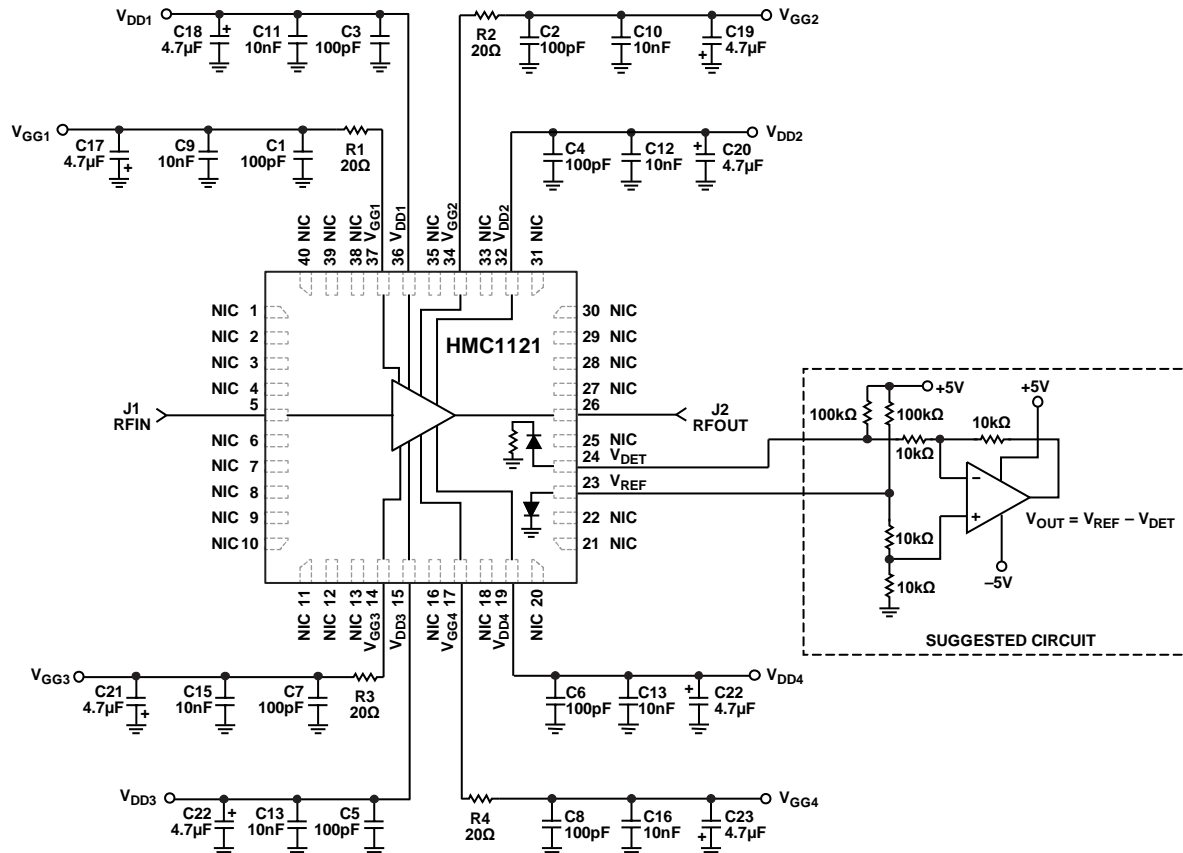 VDD1
C18
4.7µF
+
C11
10nF
C3
100pF
R2
20Ω
C2
100pF
C10
10nF
C19
+ 4.7µF
VGG2
VGG1
C17
4.7µF
+
C9
10nF
C1
100pF
R1
20Ω
C4
100pF
C12
10nF
+
C20
4.7µF
VDD2
40 NIC
39 NIC
38 NIC
37 VGG1
36 VDD1
35 NIC
34 VGG2
33 NIC
32 VDD2
31 NIC
HMC1121
NIC 1
NIC 2
NIC 3
NIC 4
5
NIC 6
NIC 7
NIC 8
NIC 9
NIC 10
J1
RFIN
30 NIC
29 NIC
28 NIC
27 NIC
26
25 NIC
24 VDET
23 VREF
22 NIC
21 NIC
J2
RFOUT
+5V
+5V
100kΩ
100kΩ
10kΩ
10kΩ
−
+
VOUT = VREF − VDET
10kΩ
10kΩ
−5V
SUGGESTED CIRCUIT
NIC 11
NIC 12
NIC 13
VGG3 14
VDD3 15
NIC 16
VGG4 17
NIC 18
VDD4 19
NIC 20
VGG3
C21
4.7µF
+
C15
10nF
C7
100pF
R3
20Ω
C6
100pF
C13
10nF
+
C22
4.7µF
VDD4
VDD3
C22
4.7µF
+
C13
10nF
C5
100pF
R4
20Ω
C8
100pF
C16
10nF
C23
+ 4.7µF
VGG4